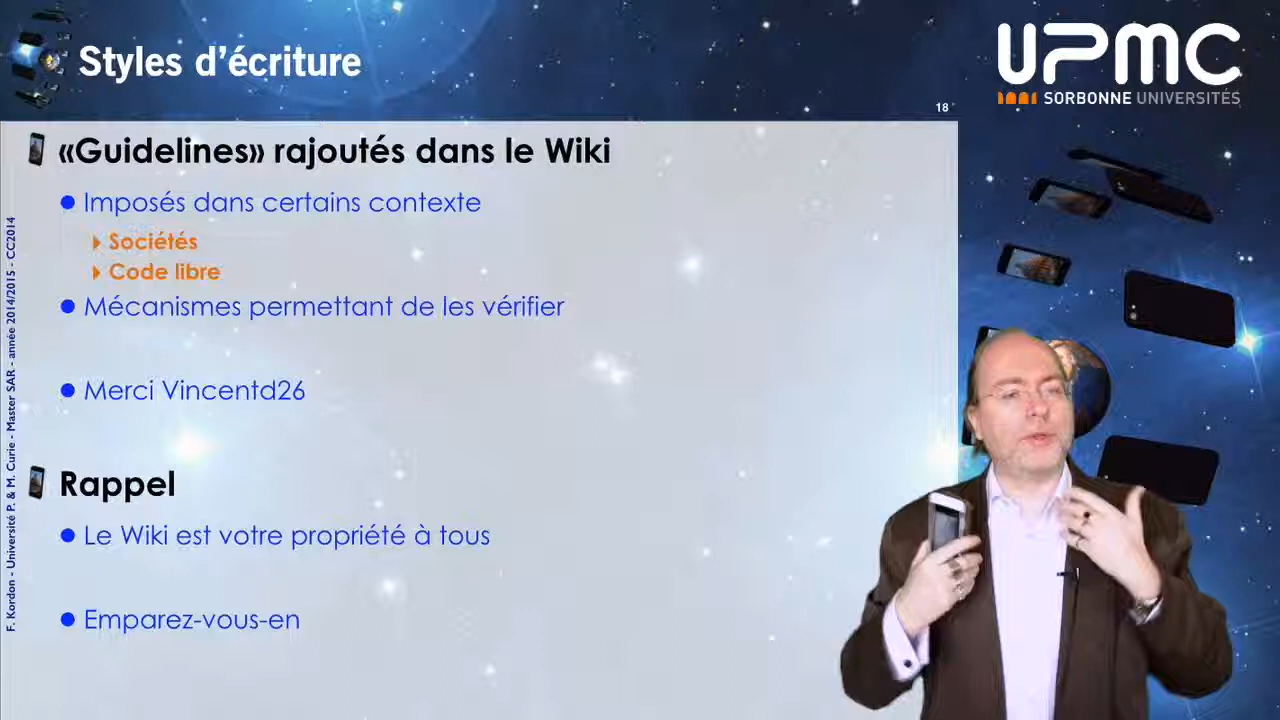 Styles d'écriture
UPMC
SORBONNE UNIVERSITÉS
18
«Guidelines» rajoutés dans le Wiki
Imposés dans certains contexte
Sociétés
Code libre
Mécanismes permettant de les vérifier
Merci Vincentd26
Rappel
Le Wiki est votre propriété à tous
Emparez-vous-en
F. Kordon - Université P. & M. Curie - Master SAR - année 2014/2015 - CC2014